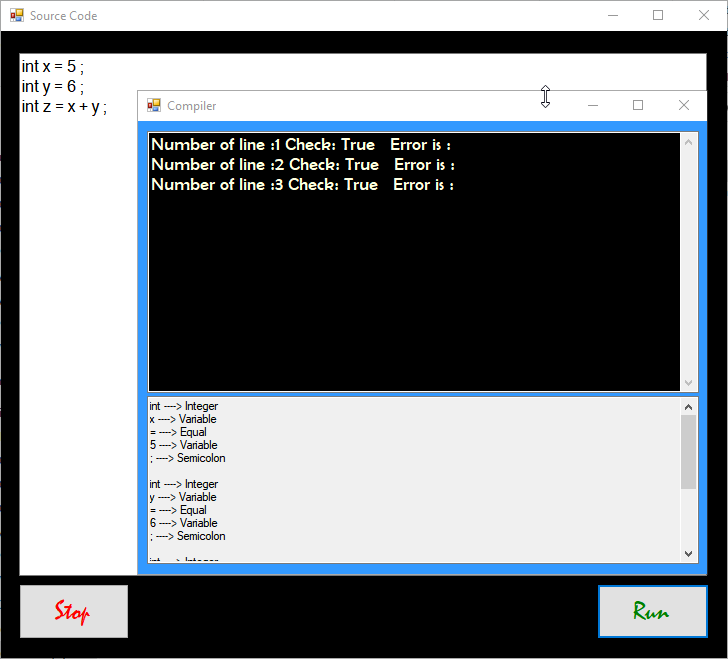 Source Code
int x = 5 ;
int y = 6 ;
int z = x + y ;
Compiler
Number of line :1 Check: True Error is :
Number of line :2 Check: True Error is :
Number of line :3 Check: True Error is :
int ----> Integer
x ----> Variable
= ----> Equal
5 ----> Variable
; ----> Semicolon
int ----> Integer
y ----> Variable
= ----> Equal
6 ----> Variable
; ----> Semicolon
int ----> Integer
Stop
Run